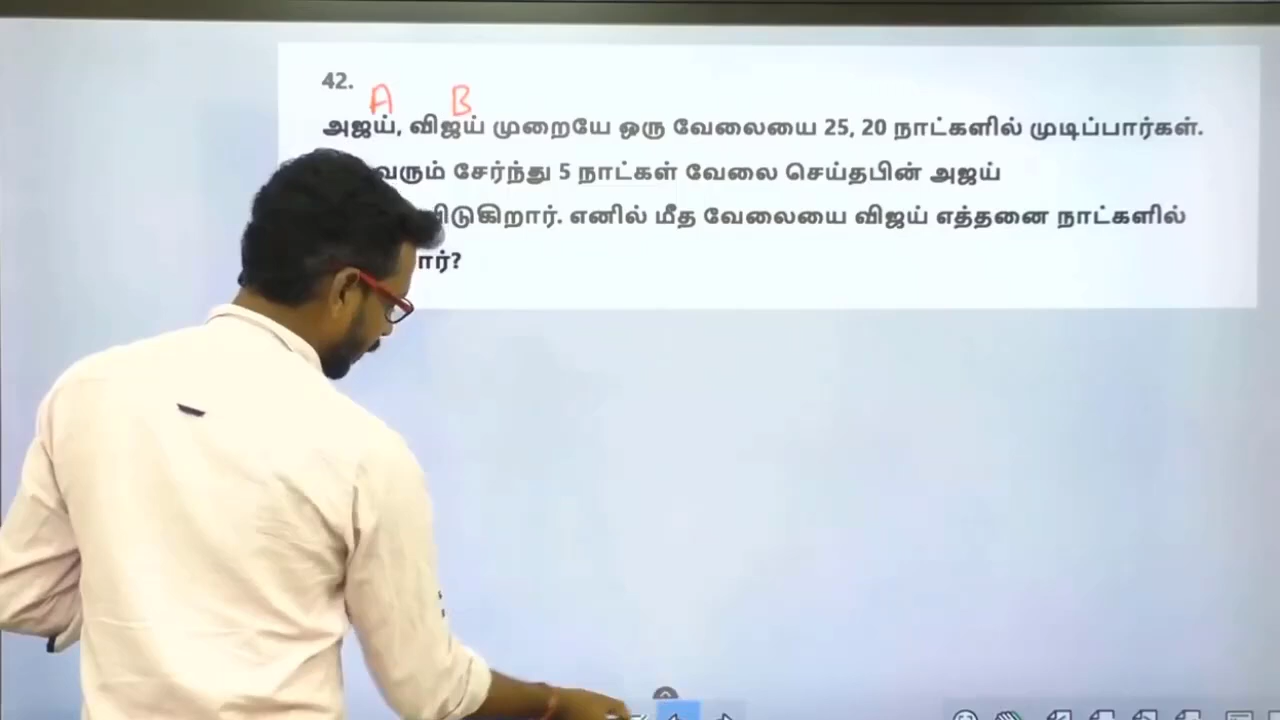 42.
A B
அஜய், விஜய் முறையே ஒரு வேலையை 25, 20 நாட்களில் முடிப்பார்கள்.
வரும் சேர்ந்து 5 நாட்கள் வேலை செய்தபின் அஜய்
விடுகிறார். எனில் மீத வேலையை விஜய் எத்தனை நாட்களில்
ார்?